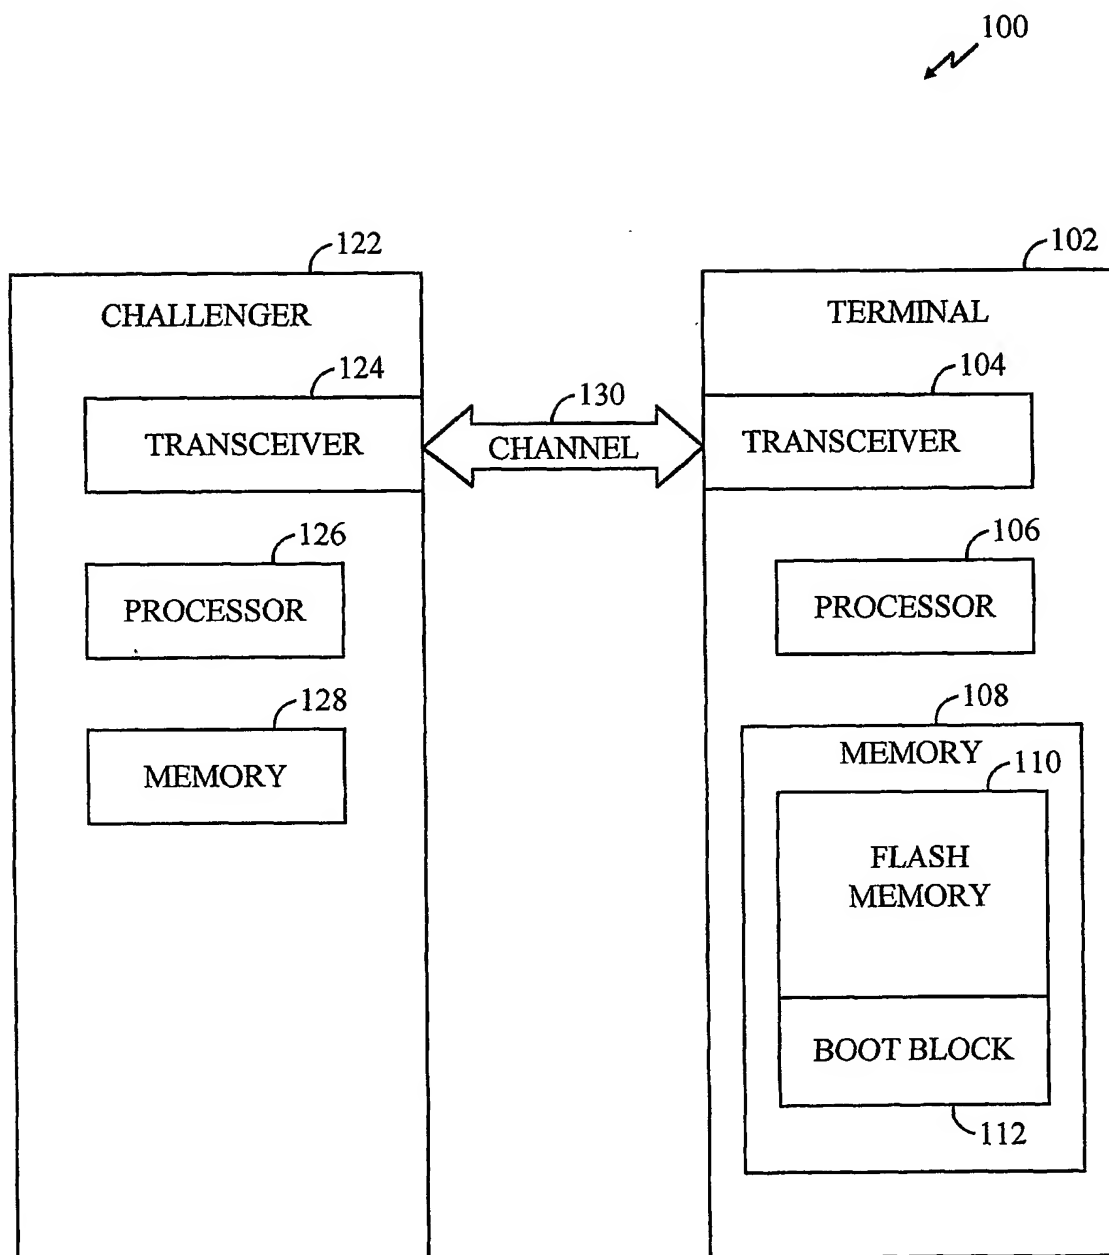 100
122
102
CHALLENGER
TERMINAL
124
104
130
TRANSCEIVER
CHANNEL
TRANSCEIVER
126
106
PROCESSOR
PROCESSOR
128
108
MEMORY
MEMORY
110
FLASH
MEMORY
BOOT BLOCK
112